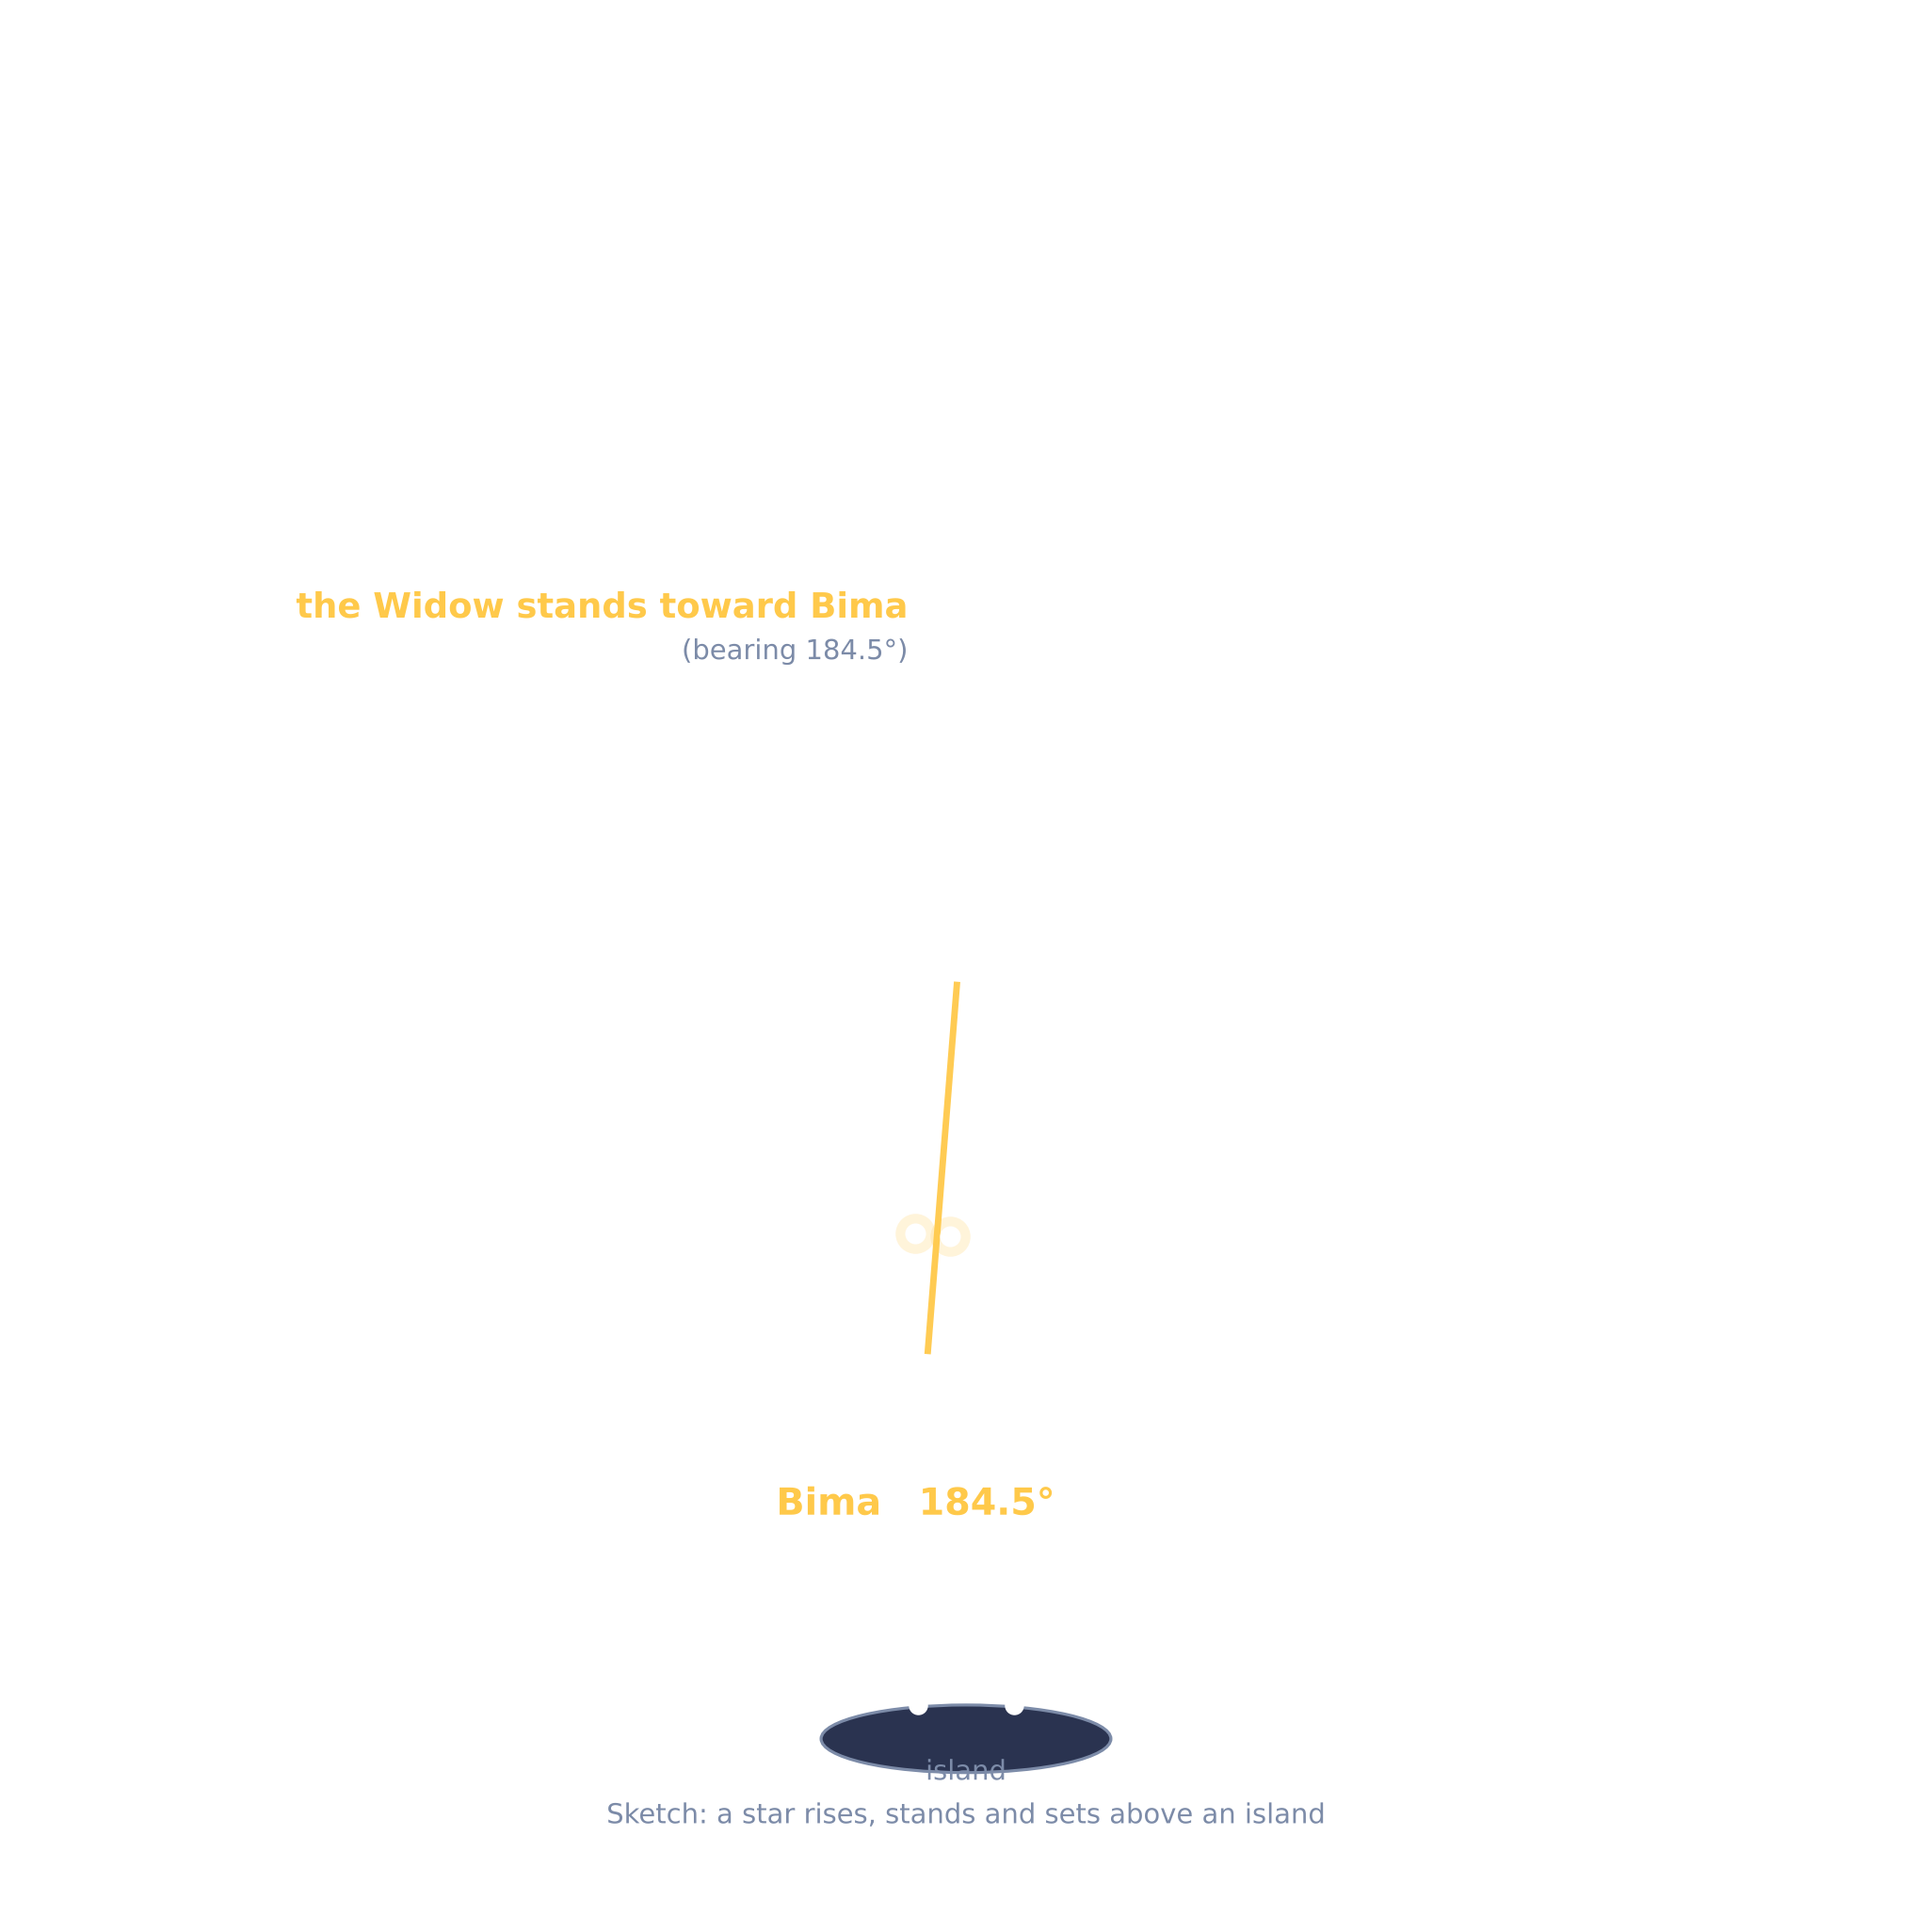 the Widow stands toward Bima
(bearing 184.5°)
Bima 184.5°
island
Sketch: a star rises, stands and sets above an island